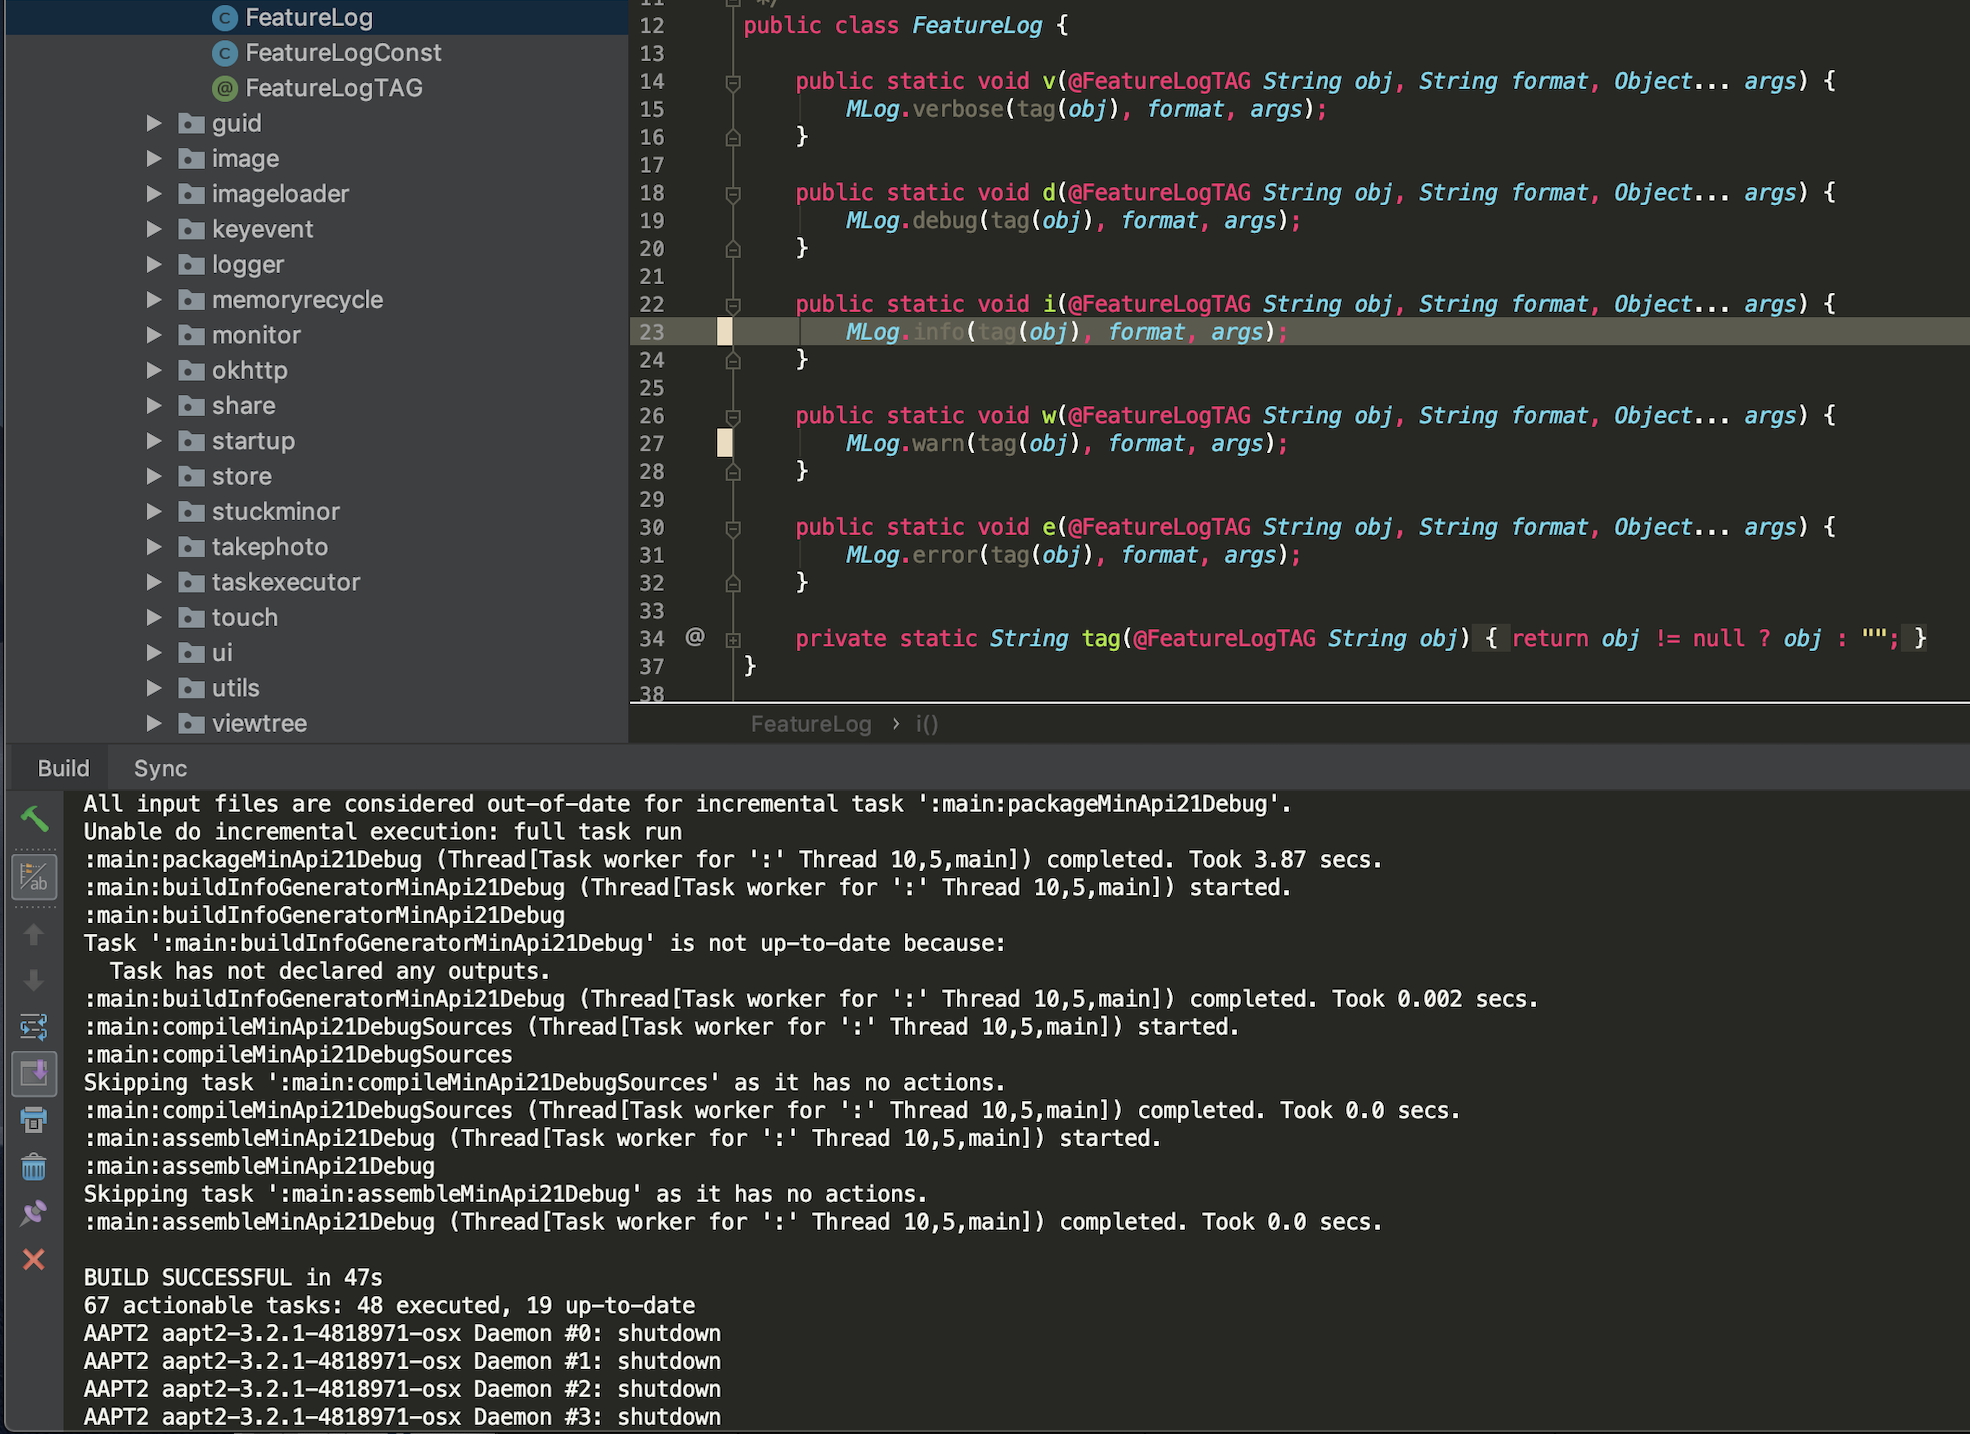 FeatureLog
FeatureLogConst
FeatureLogTAG
guid
image
imageloader
keyevent
logger
memoryrecycle
monitor
okhttp
share
startup
store
stuckminor
takephoto
taskexecutor
touch
ui
utils
viewtree
11 */
12 public class FeatureLog {
13
14 public static void v(@FeatureLogTAG String obj, String format, Object... args) {
15 MLog.verbose(tag(obj), format, args);
16 }
17
18 public static void d(@FeatureLogTAG String obj, String format, Object... args) {
19 MLog.debug(tag(obj), format, args);
20 }
21
22 public static void i(@FeatureLogTAG String obj, String format, Object... args) {
23 MLog.info(tag(obj), format, args);
24 }
25
26 public static void w(@FeatureLogTAG String obj, String format, Object... args) {
27 MLog.warn(tag(obj), format, args);
28 }
29
30 public static void e(@FeatureLogTAG String obj, String format, Object... args) {
31 MLog.error(tag(obj), format, args);
32 }
33
34 @ private static String tag(@FeatureLogTAG String obj) { return obj != null ? obj : ""; }
37 }
38
FeatureLog › i()
Build Sync
All input files are considered out-of-date for incremental task ':main:packageMinApi21Debug'.
Unable do incremental execution: full task run
:main:packageMinApi21Debug (Thread[Task worker for ':' Thread 10,5,main]) completed. Took 3.87 secs.
:main:buildInfoGeneratorMinApi21Debug (Thread[Task worker for ':' Thread 10,5,main]) started.
:main:buildInfoGeneratorMinApi21Debug
Task ':main:buildInfoGeneratorMinApi21Debug' is not up-to-date because:
Task has not declared any outputs.
:main:buildInfoGeneratorMinApi21Debug (Thread[Task worker for ':' Thread 10,5,main]) completed. Took 0.002 secs.
:main:compileMinApi21DebugSources (Thread[Task worker for ':' Thread 10,5,main]) started.
:main:compileMinApi21DebugSources
Skipping task ':main:compileMinApi21DebugSources' as it has no actions.
:main:compileMinApi21DebugSources (Thread[Task worker for ':' Thread 10,5,main]) completed. Took 0.0 secs.
:main:assembleMinApi21Debug (Thread[Task worker for ':' Thread 10,5,main]) started.
:main:assembleMinApi21Debug
Skipping task ':main:assembleMinApi21Debug' as it has no actions.
:main:assembleMinApi21Debug (Thread[Task worker for ':' Thread 10,5,main]) completed. Took 0.0 secs.
BUILD SUCCESSFUL in 47s
67 actionable tasks: 48 executed, 19 up-to-date
AAPT2 aapt2-3.2.1-4818971-osx Daemon #0: shutdown
AAPT2 aapt2-3.2.1-4818971-osx Daemon #1: shutdown
AAPT2 aapt2-3.2.1-4818971-osx Daemon #2: shutdown
AAPT2 aapt2-3.2.1-4818971-osx Daemon #3: shutdown